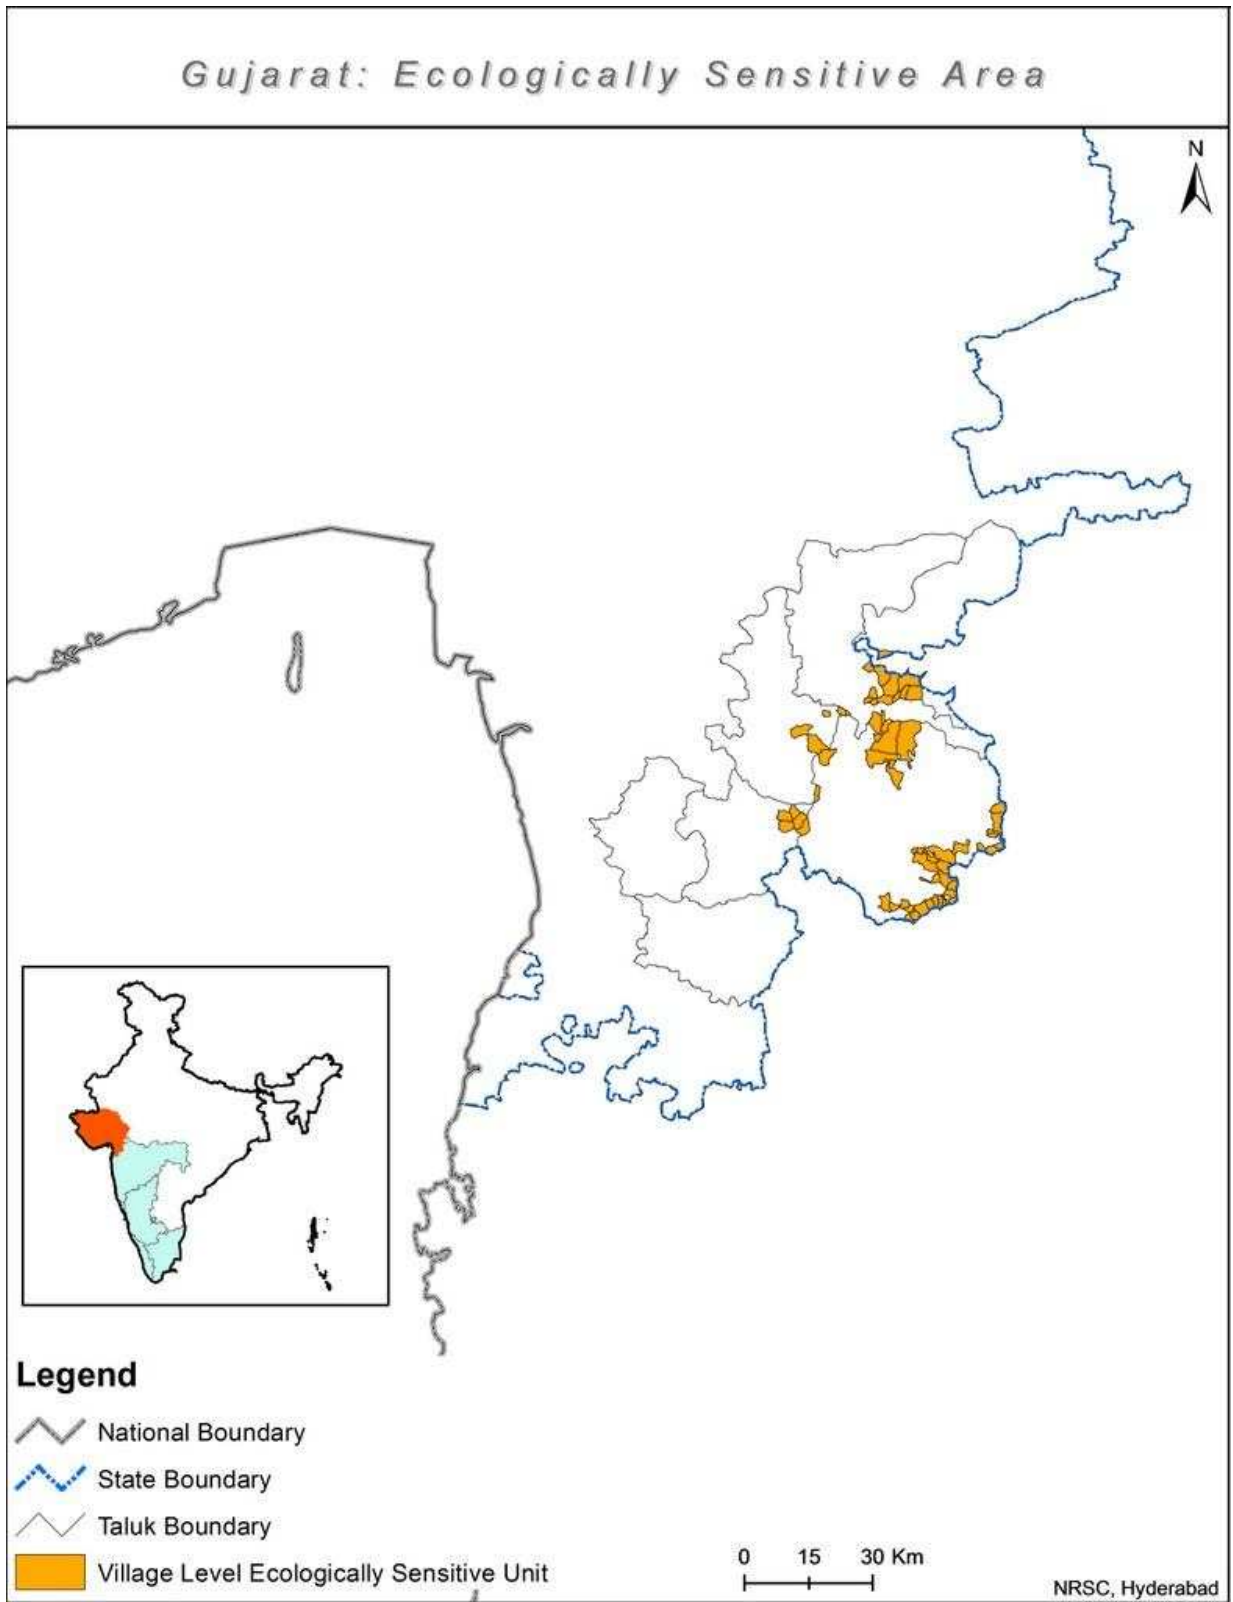 Gujarat: Ecologically Sensitive Area
N
Legend
National Boundary
State Boundary
Taluk Boundary
Village Level Ecologically Sensitive Unit
0 15 30 Km
NRSC, Hyderabad